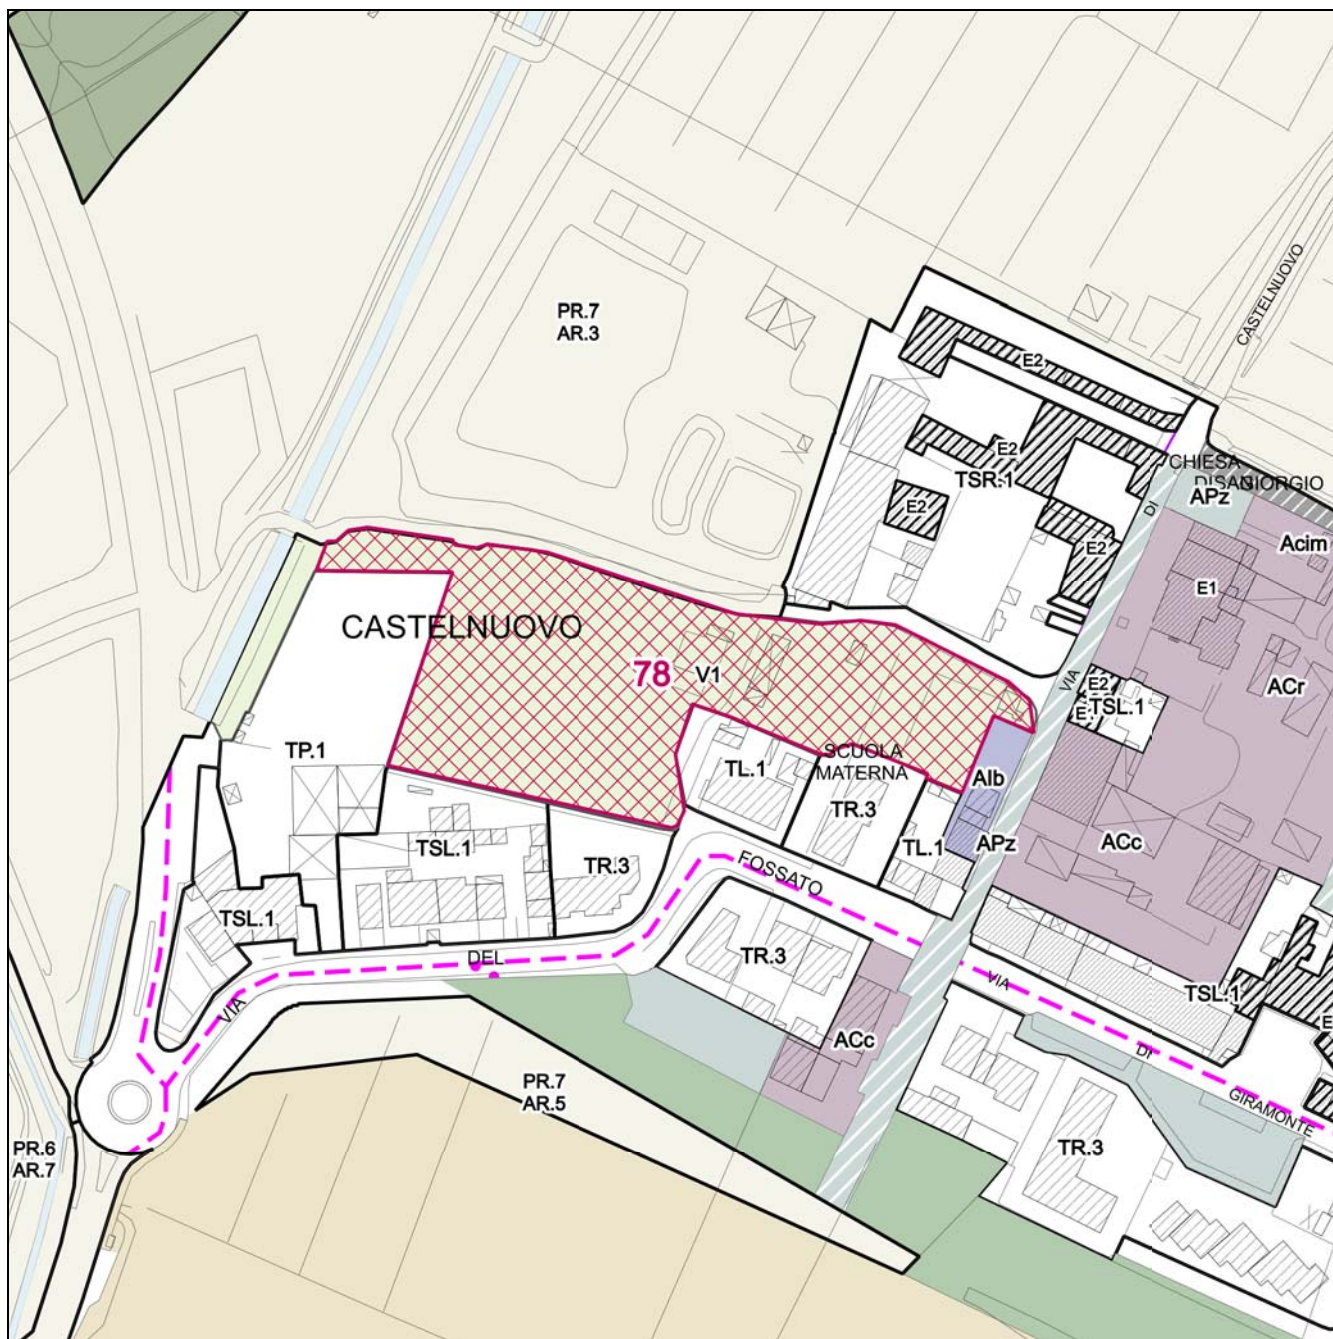 PR.7
AR.3
CASTELNUOVO
E2
E2
TSR.1
E2
E2
CHIESA
DI SAN GIORGIO
APz
DI
Acim
E1
CASTELNUOVO
78
V1
VIA
E2
TSL.1
ACr
TP.1
TL.1
SCUOLA
MATERNA
TR.3
AIb
TSL.1
TR.3
TL.1
APz
ACc
FOSSATO
TSL.1
DEL
TR.3
VIA
TSL.1
VIA
ACc
DI
PR.7
AR.5
GIRAMONTE
TR.3
PR.6
AR.7